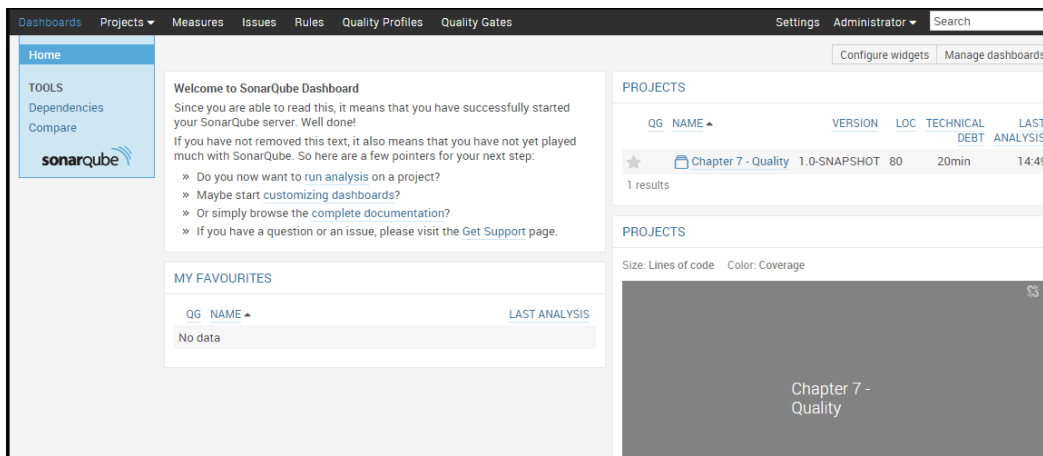 Dashboards Projects Measures Issues Rules Quality Profiles Quality Gates Settings Administrator Search
Home
TOOLS
Dependencies
Compare
sonarqube
Configure widgets Manage dashboards
Welcome to SonarQube Dashboard
Since you are able to read this, it means that you have successfully started
your SonarQube server. Well done!
If you have not removed this text, it also means that you have not yet played
much with SonarQube. So here are a few pointers for your next step:
» Do you now want to run analysis on a project?
» Maybe start customizing dashboards?
» Or simply browse the complete documentation?
» If you have a question or an issue, please visit the Get Support page.
MY FAVOURITES
QG NAME LAST ANALYSIS
No data
PROJECTS
QG NAME VERSION LOC TECHNICAL DEBT LAST ANALYSIS
Chapter 7 - Quality 1.0-SNAPSHOT 80 20min 14:49
1 results
PROJECTS
Size: Lines of code Color: Coverage
Chapter 7 -
Quality